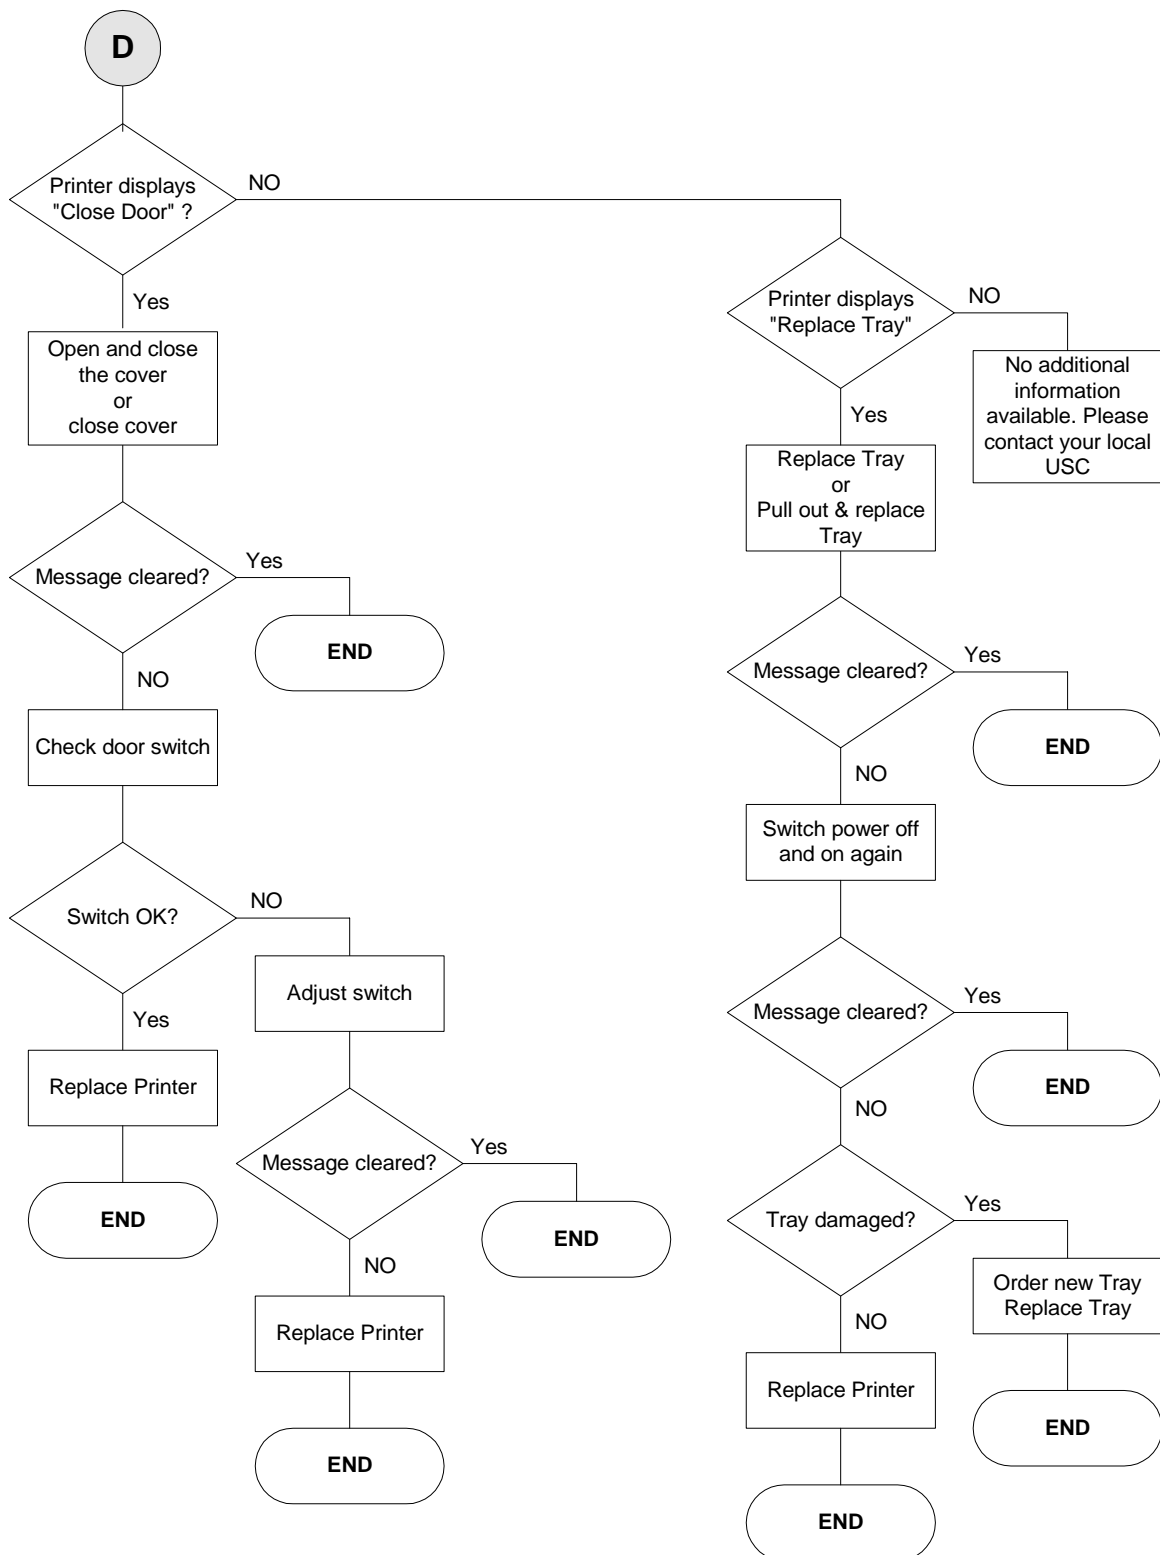 D
Printer displays
"Close Door" ?
NO
Yes
Open and close
the cover
or
close cover
Message cleared?
Yes
END
NO
Check door switch
Switch OK?
NO
Yes
Replace Printer
END
Adjust switch
Message cleared?
Yes
END
NO
Replace Printer
END
Printer displays
"Replace Tray"
NO
No additional
information
available. Please
contact your local
USC
Yes
Replace Tray
or
Pull out & replace
Tray
Message cleared?
Yes
END
NO
Switch power off
and on again
Message cleared?
Yes
END
NO
Tray damaged?
Yes
Order new Tray
Replace Tray
END
NO
Replace Printer
END